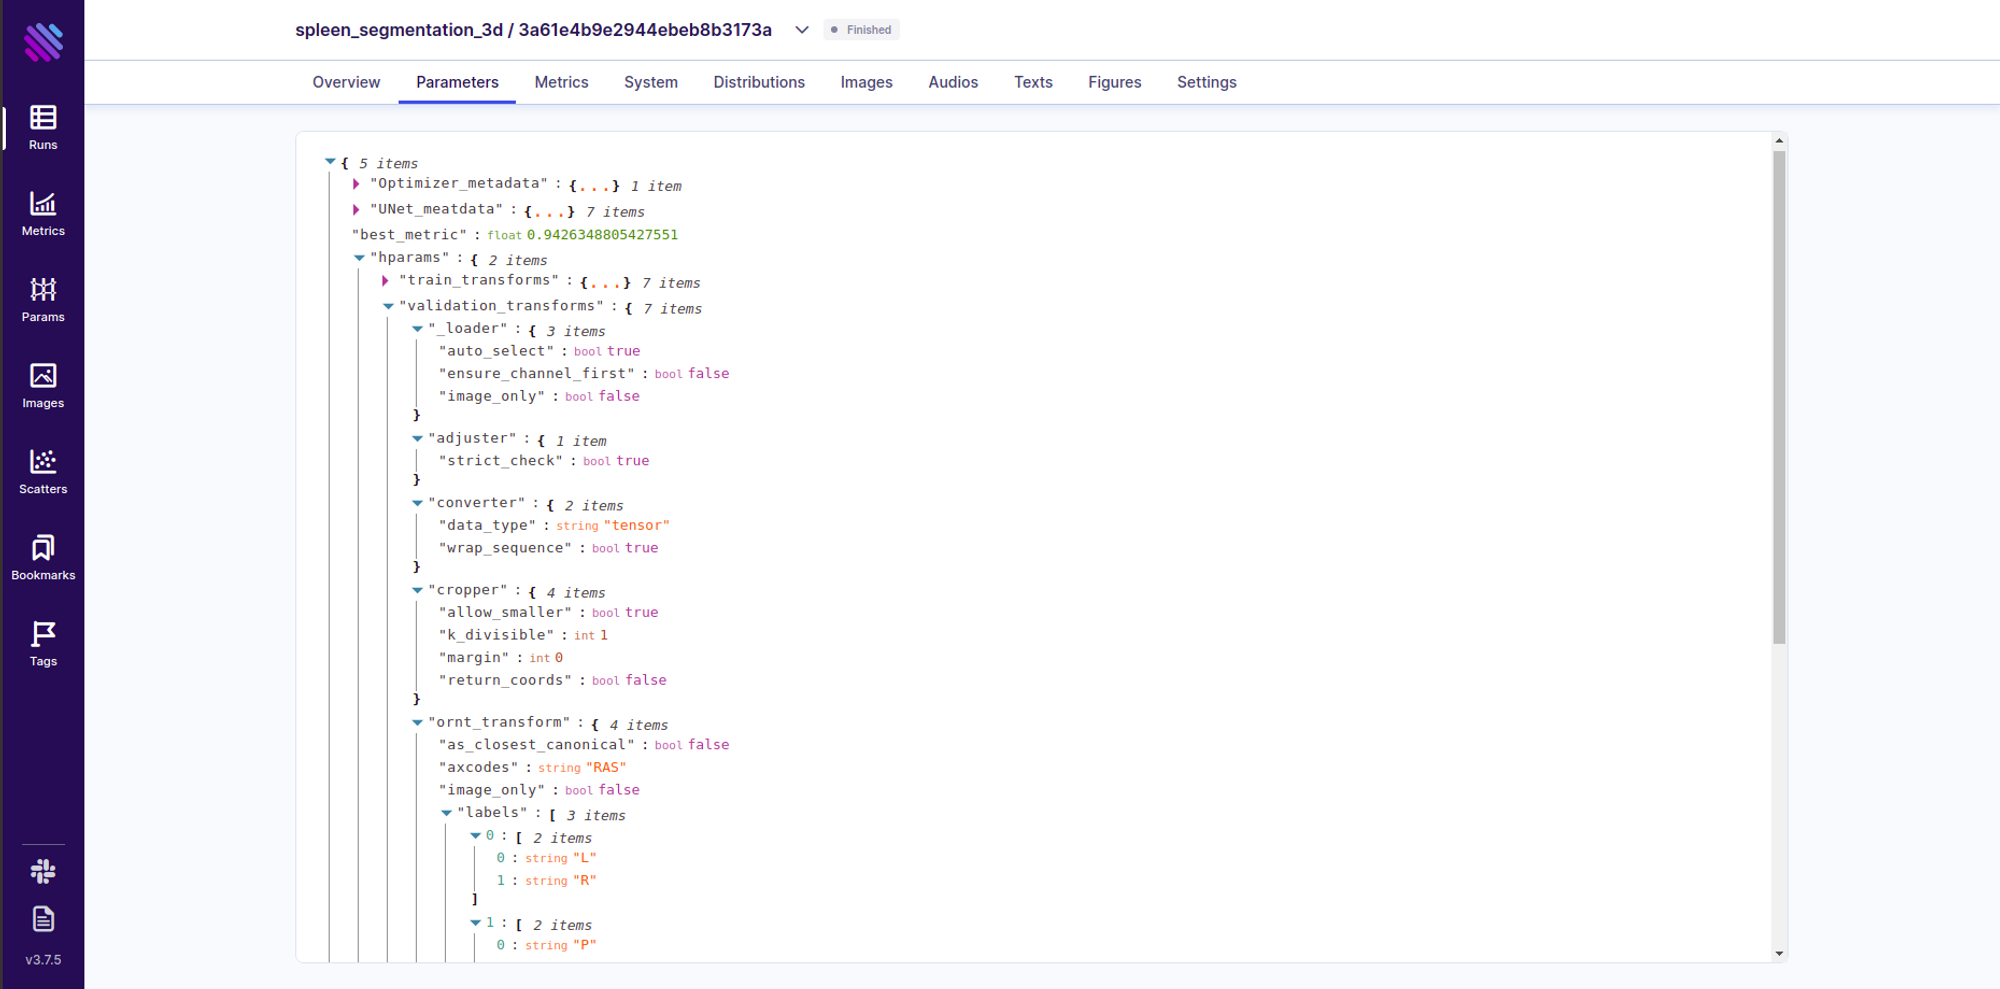 spleen_segmentation_3d / 3a61e4b9e2944ebeb8b3173a
Finished
Overview Parameters Metrics System Distributions Images Audios Texts Figures Settings
Runs
Metrics
Params
Images
Scatters
Bookmarks
Tags
v3.7.5
{ 5 items
"Optimizer_metadata" : {...} 1 item
"UNet_meatdata" : {...} 7 items
"best_metric" : float 0.9426348805427551
"hparams" : { 2 items
"train_transforms" : {...} 7 items
"validation_transforms" : { 7 items
"_loader" : { 3 items
"auto_select" : bool true
"ensure_channel_first" : bool false
"image_only" : bool false
}
"adjuster" : { 1 item
"strict_check" : bool true
}
"converter" : { 2 items
"data_type" : string "tensor"
"wrap_sequence" : bool true
}
"cropper" : { 4 items
"allow_smaller" : bool true
"k_divisible" : int 1
"margin" : int 0
"return_coords" : bool false
}
"ornt_transform" : { 4 items
"as_closest_canonical" : bool false
"axcodes" : string "RAS"
"image_only" : bool false
"labels" : [ 3 items
0 : [ 2 items
0 : string "L"
1 : string "R"
]
1 : [ 2 items
0 : string "P"